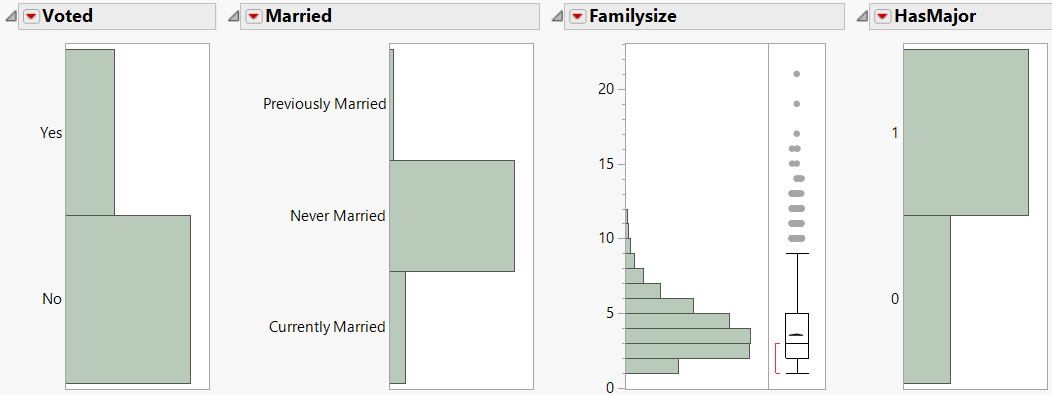 Voted
Yes
No
Married
Previously Married
Never Married
Currently Married
Familysize
20
15
10
5
0
HasMajor
1
0